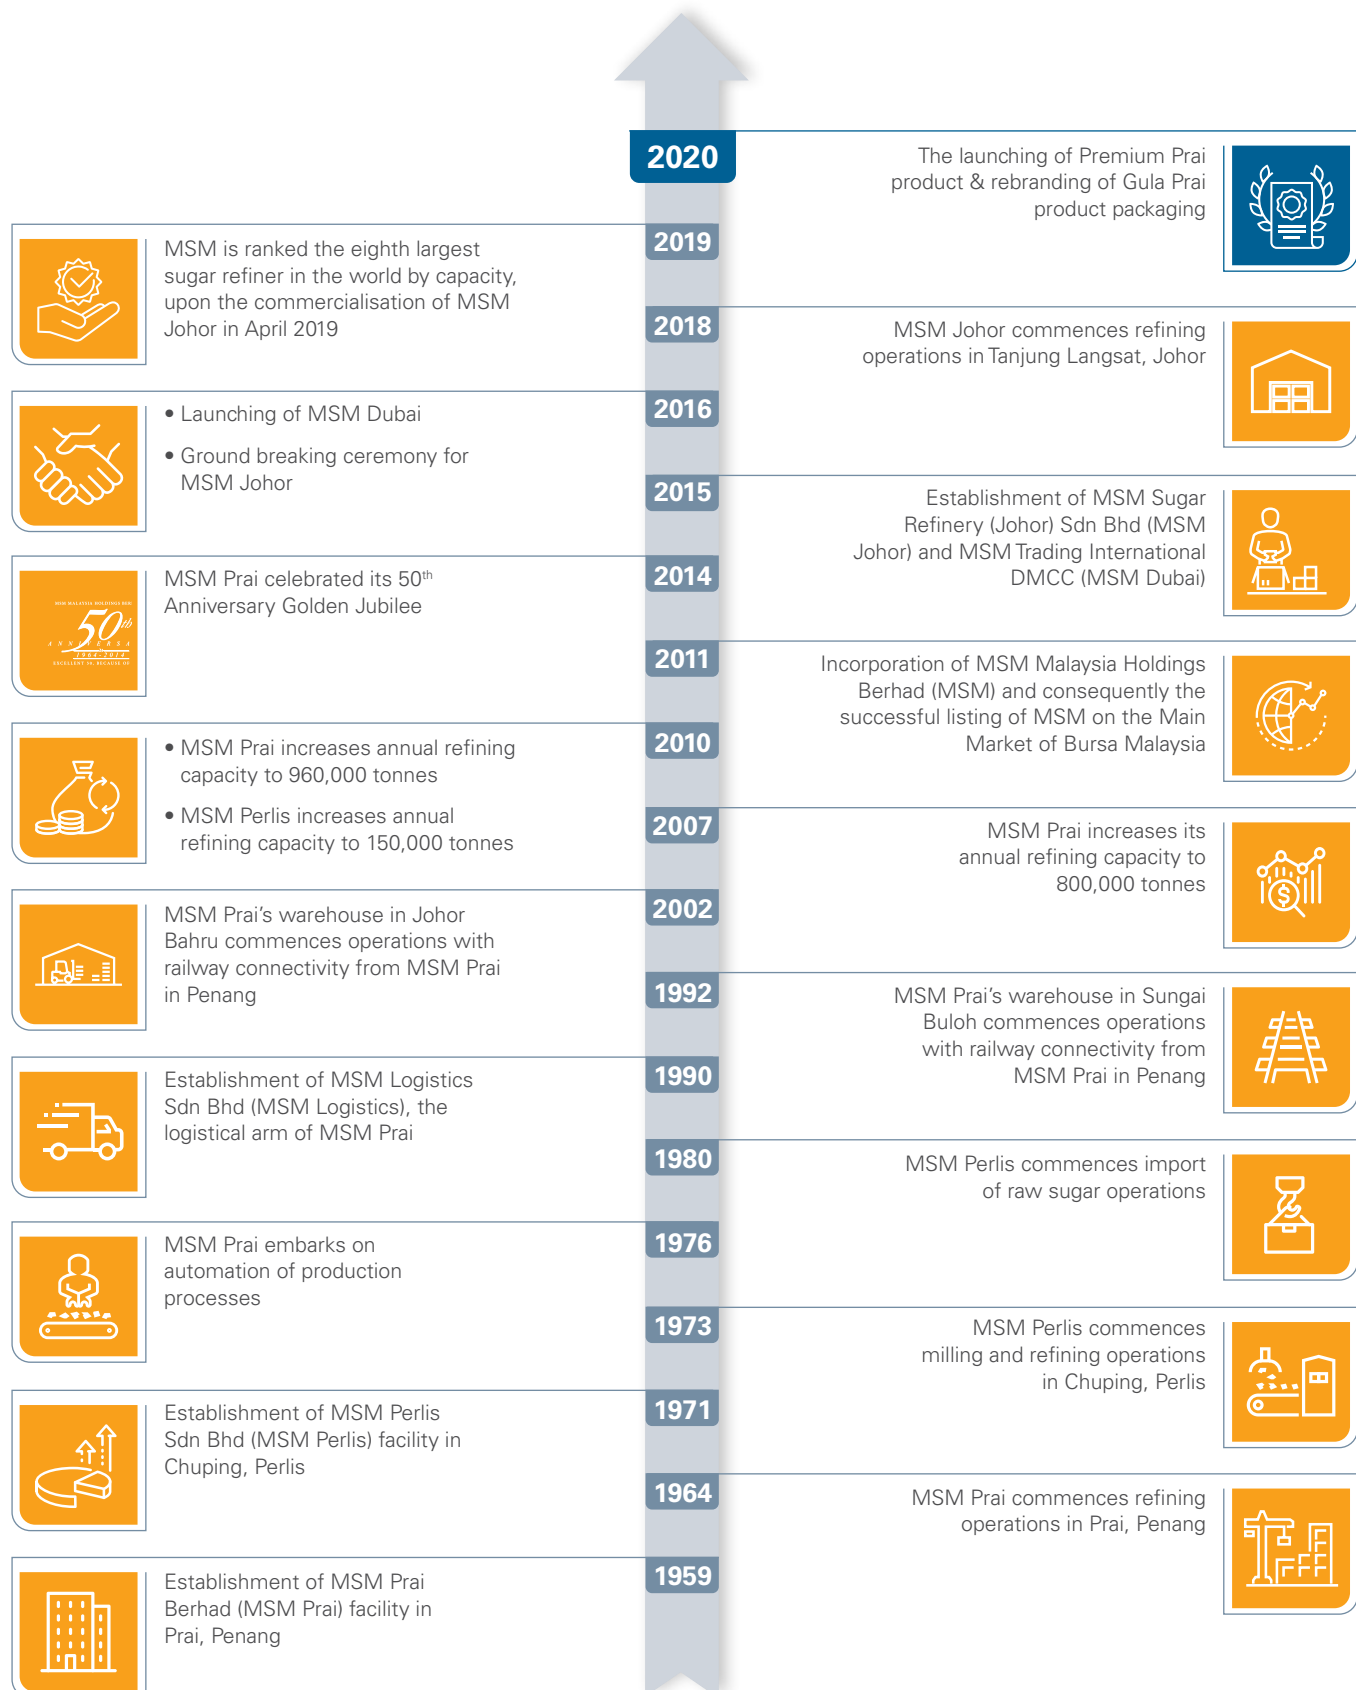 2020
The launching of Premium Prai
product & rebranding of Gula Prai
product packaging
2019
MSM is ranked the eighth largest
sugar refiner in the world by capacity,
upon the commercialisation of MSM
Johor in April 2019
2018
MSM Johor commences refining
operations in Tanjung Langsat, Johor
2016
• Launching of MSM Dubai
• Ground breaking ceremony for
MSM Johor
2015
Establishment of MSM Sugar
Refinery (Johor) Sdn Bhd (MSM
Johor) and MSM Trading International
DMCC (MSM Dubai)
2014
MSM Prai celebrated its 50th
Anniversary Golden Jubilee
MSM MALAYSIA HOLDINGS BHD
50th
ANNIVERSA
1964-2014
EXCELLENT 50, BECAUSE OF
2011
Incorporation of MSM Malaysia Holdings
Berhad (MSM) and consequently the
successful listing of MSM on the Main
Market of Bursa Malaysia
2010
• MSM Prai increases annual refining
capacity to 960,000 tonnes
• MSM Perlis increases annual
refining capacity to 150,000 tonnes
2007
MSM Prai increases its
annual refining capacity to
800,000 tonnes
2002
MSM Prai’s warehouse in Johor
Bahru commences operations with
railway connectivity from MSM Prai
in Penang
1992
MSM Prai’s warehouse in Sungai
Buloh commences operations
with railway connectivity from
MSM Prai in Penang
1990
Establishment of MSM Logistics
Sdn Bhd (MSM Logistics), the
logistical arm of MSM Prai
1980
MSM Perlis commences import
of raw sugar operations
1976
MSM Prai embarks on
automation of production
processes
1973
MSM Perlis commences
milling and refining operations
in Chuping, Perlis
1971
Establishment of MSM Perlis
Sdn Bhd (MSM Perlis) facility in
Chuping, Perlis
1964
MSM Prai commences refining
operations in Prai, Penang
1959
Establishment of MSM Prai
Berhad (MSM Prai) facility in
Prai, Penang